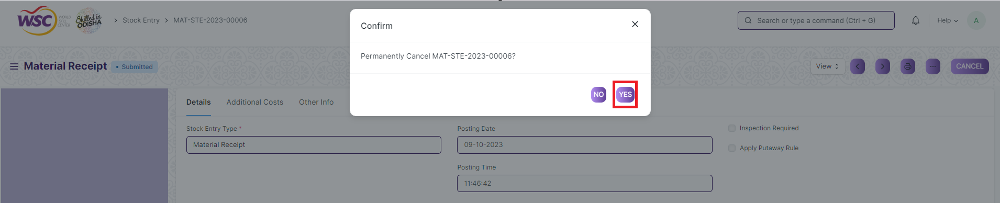 WSC WORLD SKILL CENTER
Skilled in ODISHA
Stock Entry MAT-STE-2023-00006
Search or type a command (Ctrl + G)
Help
A
Confirm
Permanently Cancel MAT-STE-2023-00006?
NO YES
Material Receipt • Submitted
View
CANCEL
Details Additional Costs Other Info
Stock Entry Type *
Material Receipt
Posting Date
09-10-2023
Posting Time
11:46:42
Inspection Required
Apply Putaway Rule